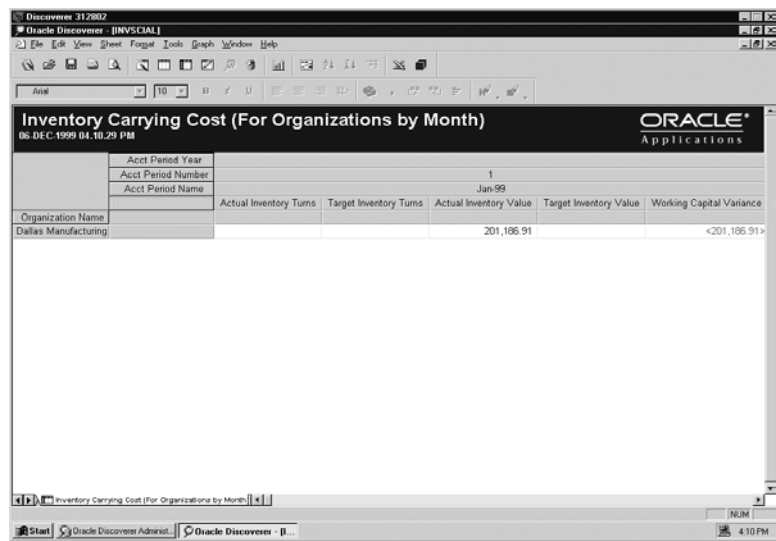 Discoverer 312802
Oracle Discoverer - [INVSCIAL]
File Edit View Sheet Format Tools Graph Window Help
Arial 10 B I U
Inventory Carrying Cost (For Organizations by Month)
06-DEC-1999 04.10.29 PM
ORACLE
Applications
Acct Period Year
Acct Period Number 1
Acct Period Name Jan-99
Actual Inventory Turns Target Inventory Turns Actual Inventory Value Target Inventory Value Working Capital Variance
Organization Name
Dallas Manufacturing 201,186.91 <201,186.91>
Inventory Carrying Cost (For Organizations by Month)
NUM
Start Oracle Discoverer Administ... Oracle Discoverer - [I... 4:10 PM